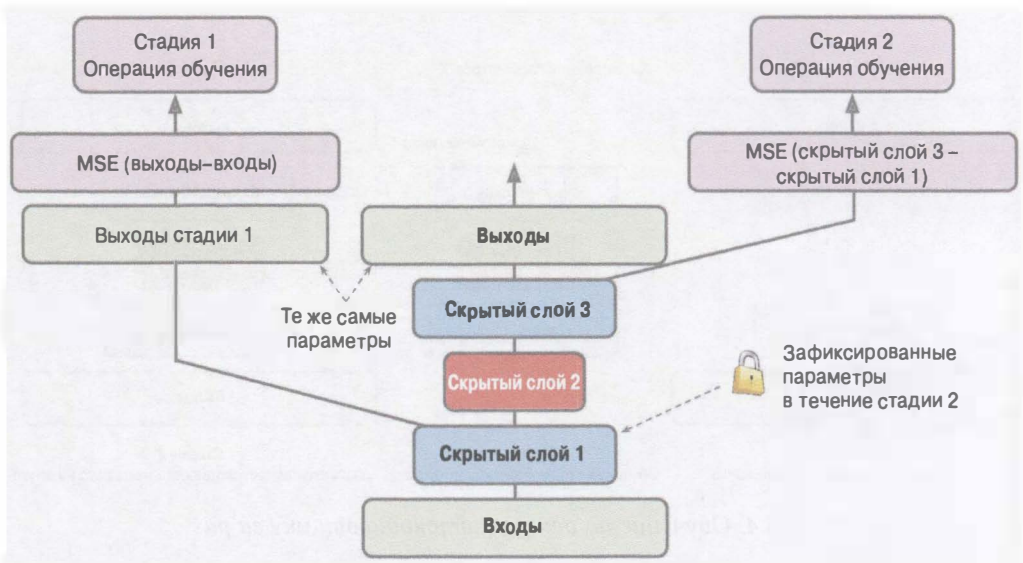 Стадия 1
Операция обучения
Стадия 2
Операция обучения
MSE (выходы–входы)
MSE (скрытый слой 3 –
скрытый слой 1)
Выходы стадии 1
Выходы
Те же самые
параметры
Скрытый слой 3
Скрытый слой 2
Зафиксированные
параметры
в течение стадии 2
Скрытый слой 1
Входы